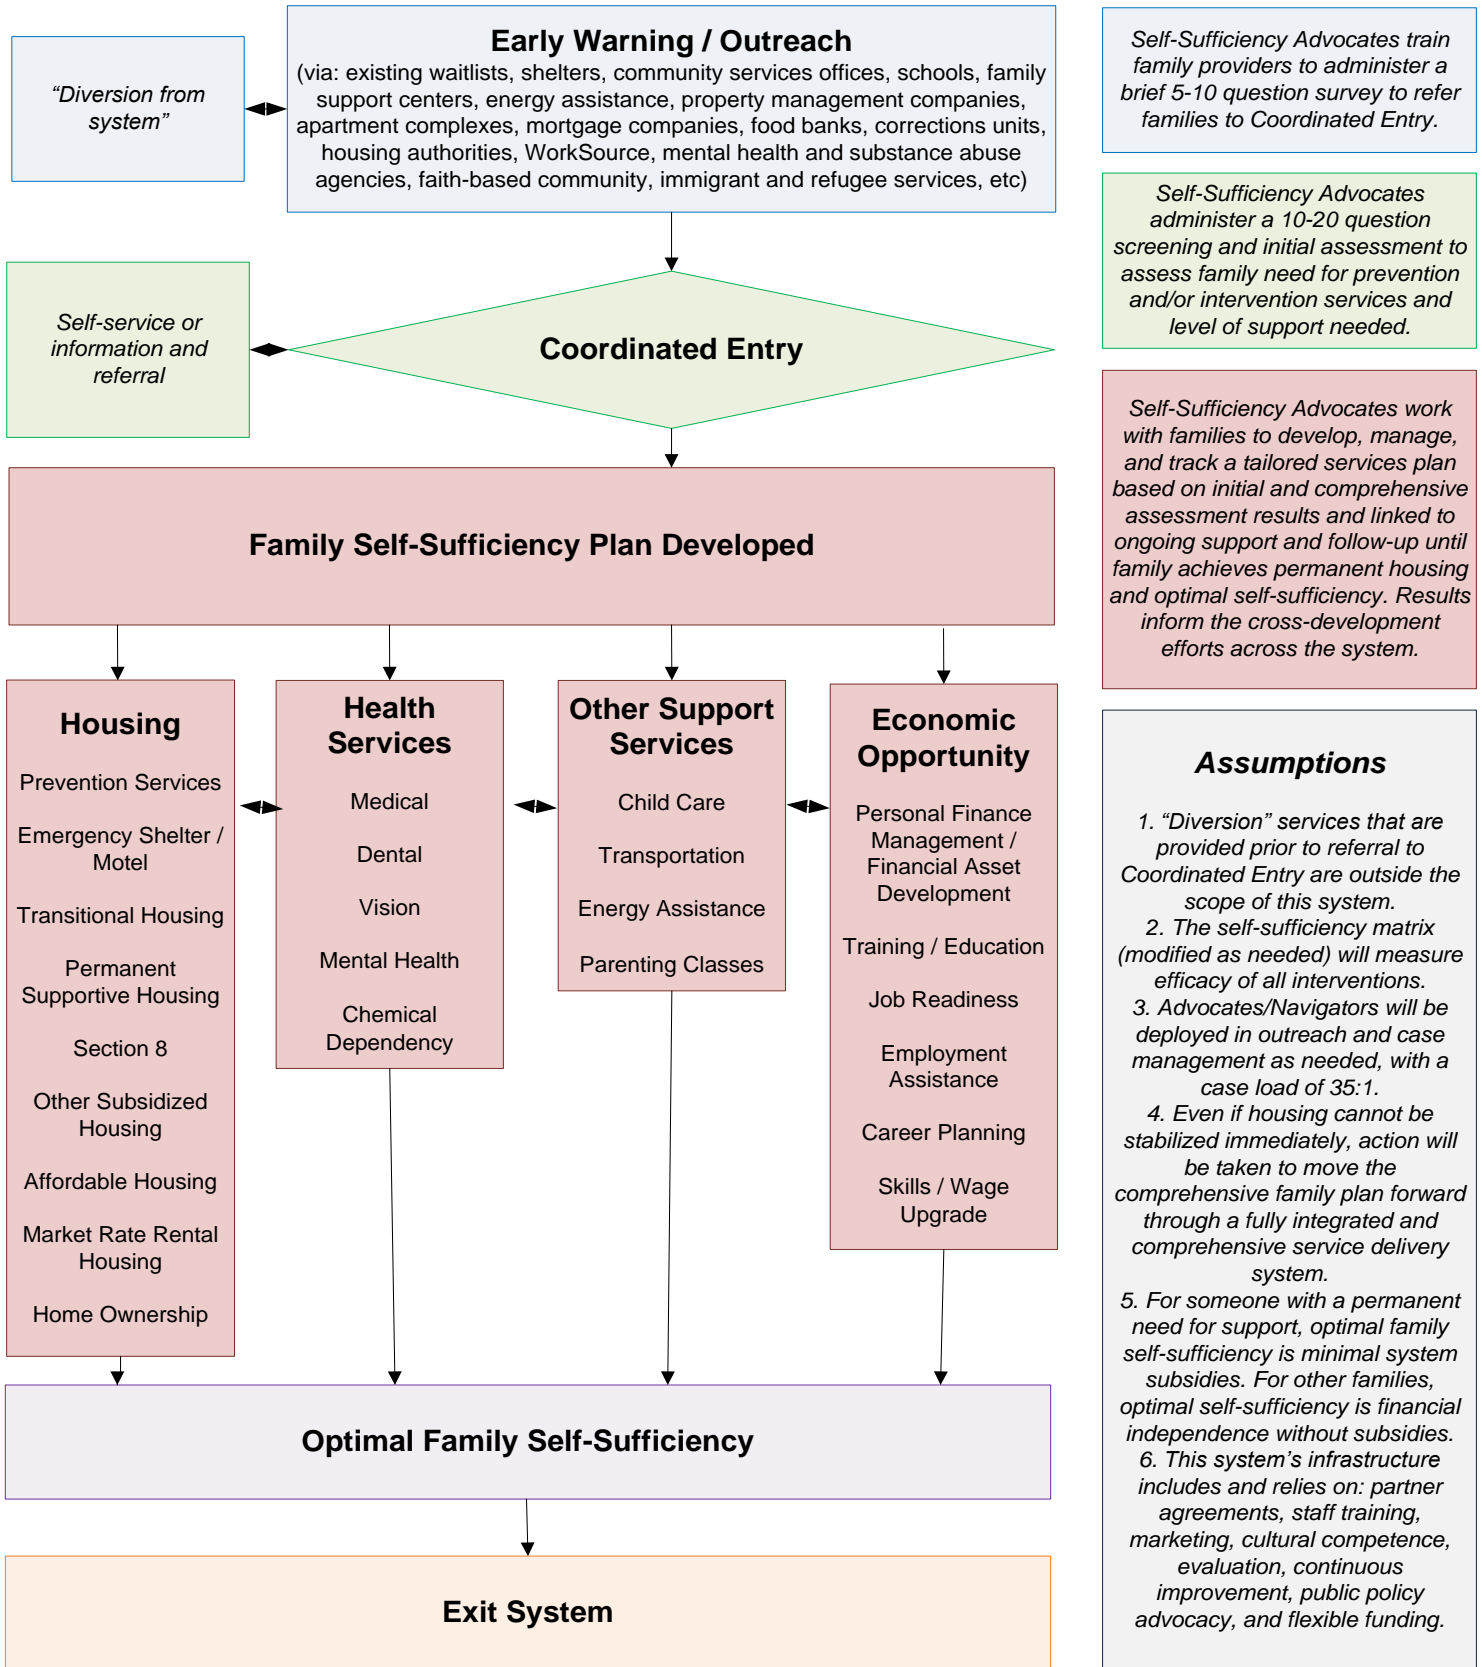 “Diversion from
system”
Early Warning / Outreach
(via: existing waitlists, shelters, community services offices, schools, family
support centers, energy assistance, property management companies,
apartment complexes, mortgage companies, food banks, corrections units,
housing authorities, WorkSource, mental health and substance abuse
agencies, faith-based community, immigrant and refugee services, etc)
Self-service or
information and
referral
Coordinated Entry
Family Self-Sufficiency Plan Developed
Housing
Prevention Services
Emergency Shelter /
Motel
Transitional Housing
Permanent
Supportive Housing
Section 8
Other Subsidized
Housing
Affordable Housing
Market Rate Rental
Housing
Home Ownership
Health
Services
Medical
Dental
Vision
Mental Health
Chemical
Dependency
Other Support
Services
Child Care
Transportation
Energy Assistance
Parenting Classes
Economic
Opportunity
Personal Finance
Management /
Financial Asset
Development
Training / Education
Job Readiness
Employment
Assistance
Career Planning
Skills / Wage
Upgrade
Optimal Family Self-Sufficiency
Exit System
Self-Sufficiency Advocates train
family providers to administer a
brief 5-10 question survey to refer
families to Coordinated Entry.
Self-Sufficiency Advocates
administer a 10-20 question
screening and initial assessment to
assess family need for prevention
and/or intervention services and
level of support needed.
Self-Sufficiency Advocates work
with families to develop, manage,
and track a tailored services plan
based on initial and comprehensive
assessment results and linked to
ongoing support and follow-up until
family achieves permanent housing
and optimal self-sufficiency. Results
inform the cross-development
efforts across the system.
Assumptions
1. “Diversion” services that are
provided prior to referral to
Coordinated Entry are outside the
scope of this system.
2. The self-sufficiency matrix
(modified as needed) will measure
efficacy of all interventions.
3. Advocates/Navigators will be
deployed in outreach and case
management as needed, with a
case load of 35:1.
4. Even if housing cannot be
stabilized immediately, action will
be taken to move the
comprehensive family plan forward
through a fully integrated and
comprehensive service delivery
system.
5. For someone with a permanent
need for support, optimal family
self-sufficiency is minimal system
subsidies. For other families,
optimal self-sufficiency is financial
independence without subsidies.
6. This system’s infrastructure
includes and relies on: partner
agreements, staff training,
marketing, cultural competence,
evaluation, continuous
improvement, public policy
advocacy, and flexible funding.